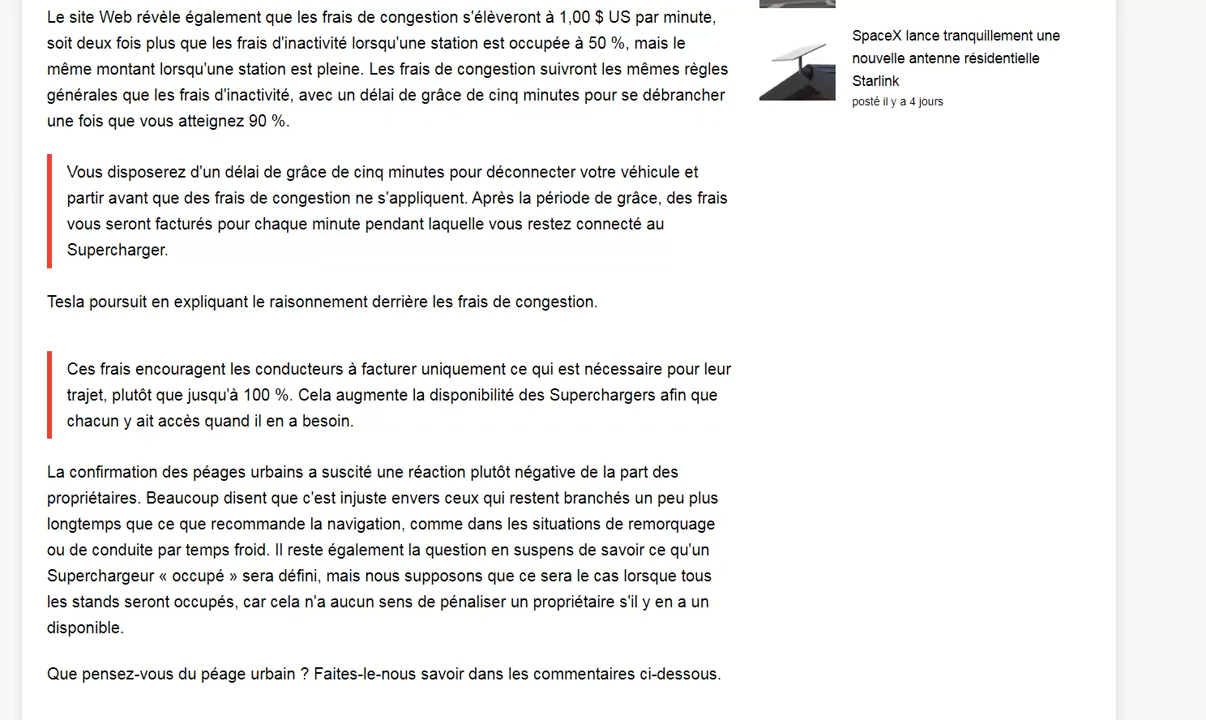 Le site Web révèle également que les frais de congestion s'élèveront à 1,00 $ US par minute,
soit deux fois plus que les frais d'inactivité lorsqu'une station est occupée à 50 %, mais le
même montant lorsqu'une station est pleine. Les frais de congestion suivront les mêmes règles
générales que les frais d'inactivité, avec un délai de grâce de cinq minutes pour se débrancher
une fois que vous atteignez 90 %.
Vous disposerez d'un délai de grâce de cinq minutes pour déconnecter votre véhicule et
partir avant que des frais de congestion ne s'appliquent. Après la période de grâce, des frais
vous seront facturés pour chaque minute pendant laquelle vous restez connecté au
Supercharger.
Tesla poursuit en expliquant le raisonnement derrière les frais de congestion.
Ces frais encouragent les conducteurs à facturer uniquement ce qui est nécessaire pour leur
trajet, plutôt que jusqu'à 100 %. Cela augmente la disponibilité des Superchargers afin que
chacun y ait accès quand il en a besoin.
La confirmation des péages urbains a suscité une réaction plutôt négative de la part des
propriétaires. Beaucoup disent que c'est injuste envers ceux qui restent branchés un peu plus
longtemps que ce que recommande la navigation, comme dans les situations de remorquage
ou de conduite par temps froid. Il reste également la question en suspens de savoir ce qu'un
Superchargeur « occupé » sera défini, mais nous supposons que ce sera le cas lorsque tous
les stands seront occupés, car cela n'a aucun sens de pénaliser un propriétaire s'il y en a un
disponible.
Que pensez-vous du péage urbain ? Faites-le-nous savoir dans les commentaires ci-dessous.
SpaceX lance tranquillement une
nouvelle antenne résidentielle
Starlink
posté il y a 4 jours